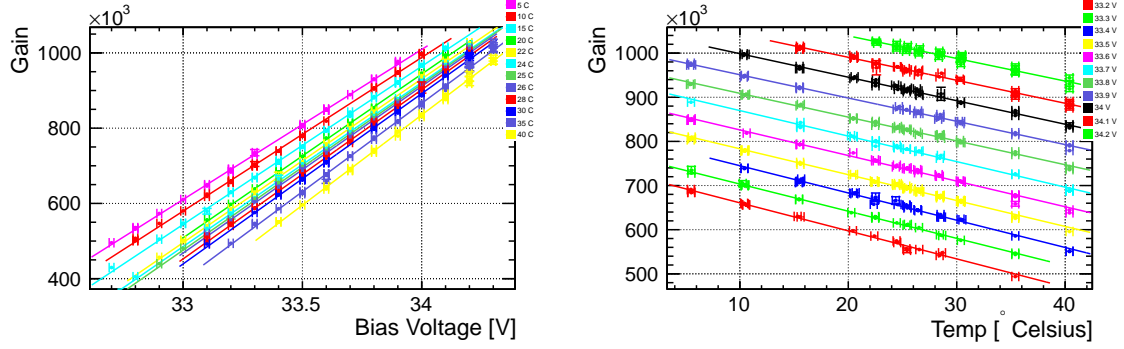 ×10³
Gain
1000
800
600
400
33
33.5
34
Bias Voltage [V]
5 C
10 C
15 C
20 C
22 C
24 C
25 C
26 C
28 C
30 C
35 C
40 C
×10³
Gain
1000
900
800
700
600
500
10
20
30
40
Temp [° Celsius]
33.2 V
33.3 V
33.4 V
33.5 V
33.6 V
33.7 V
33.8 V
33.9 V
34 V
34.1 V
34.2 V